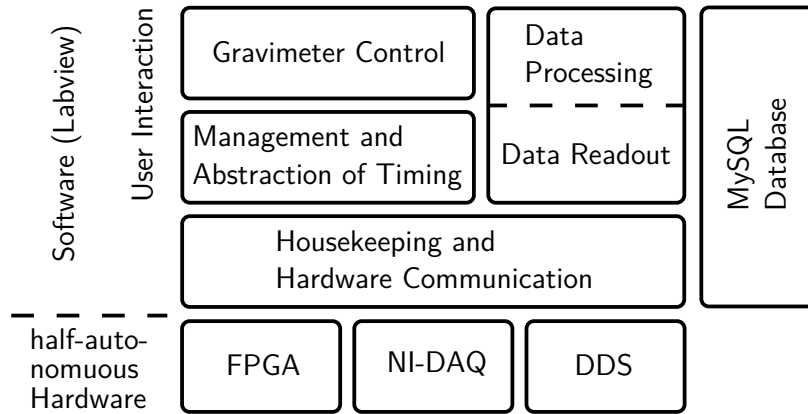 Software (Labview)
User Interaction
Gravimeter Control
Data
Processing
Management and
Abstraction of Timing
Data Readout
MySQL
Database
Housekeeping and
Hardware Communication
half-auto-
nomuous
Hardware
FPGA
NI-DAQ
DDS